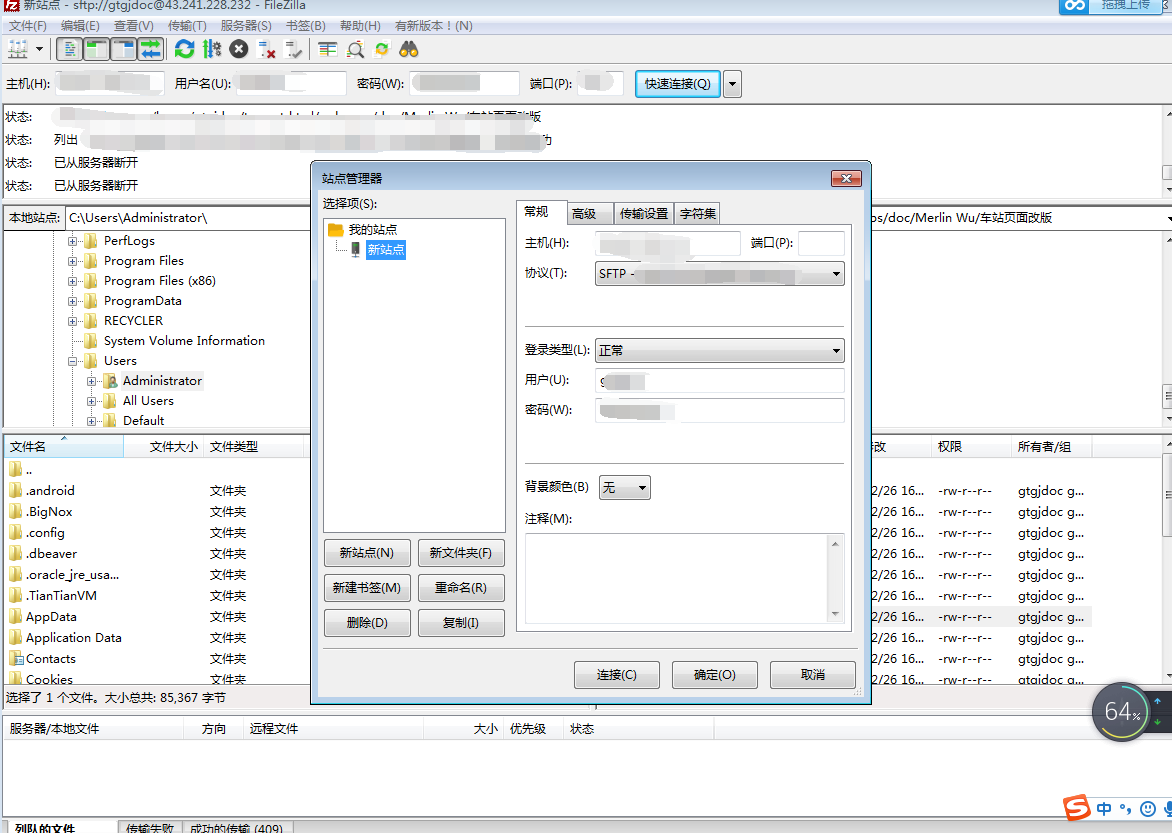 新站点 - sftp://gtgjdoc@43.241.228.232 - FileZilla
拖拽上传
文件(F) 编辑(E) 查看(V) 传输(T) 服务器(S) 书签(B) 帮助(H) 有新版本！(N)
主机(H): 用户名(U): 密码(W): 端口(P): 快速连接(Q)
状态: 车站页面改版
状态: 列出
状态: 已从服务器断开
状态: 已从服务器断开
本地站点: C:\Users\Administrator\
/doc/Merlin Wu/车站页面改版
PerfLogs
Program Files
Program Files (x86)
ProgramData
RECYCLER
System Volume Information
Users
Administrator
All Users
Default
文件名 文件大小 文件类型
..
.android 文件夹
.BigNox 文件夹
.config 文件夹
.dbeaver 文件夹
.oracle_jre_usa... 文件夹
.TianTianVM 文件夹
AppData 文件夹
Application Data 文件夹
Contacts 文件夹
Cookies 文件夹
选择了 1 个文件。大小总共: 85,367 字节
站点管理器
选择项(S):
我的站点
新站点
新站点(N) 新文件夹(F)
新建书签(M) 重命名(R)
删除(D) 复制(I)
常规 高级 传输设置 字符集
主机(H): 端口(P):
协议(T): SFTP -
登录类型(L): 正常
用户(U): g
密码(W):
背景颜色(B) 无
注释(M):
连接(C) 确定(O) 取消
改 权限 所有者/组
2/26 16... -rw-r--r-- gtgjdoc g...
2/26 16... -rw-r--r-- gtgjdoc g...
2/26 16... -rw-r--r-- gtgjdoc g...
2/26 16... -rw-r--r-- gtgjdoc g...
2/26 16... -rw-r--r-- gtgjdoc g...
2/26 16... -rw-r--r-- gtgjdoc g...
2/26 16... -rw-r--r-- gtgjdoc g...
2/26 16... -rw-r--r-- gtgjdoc g...
2/26 16... -rw-r--r-- gtgjdoc g...
2/26 16... -rw-r--r-- gtgjdoc g...
64%
服务器/本地文件 方向 远程文件 大小 优先级 状态
中
列队的文件 传输失败 成功的传输 (409)